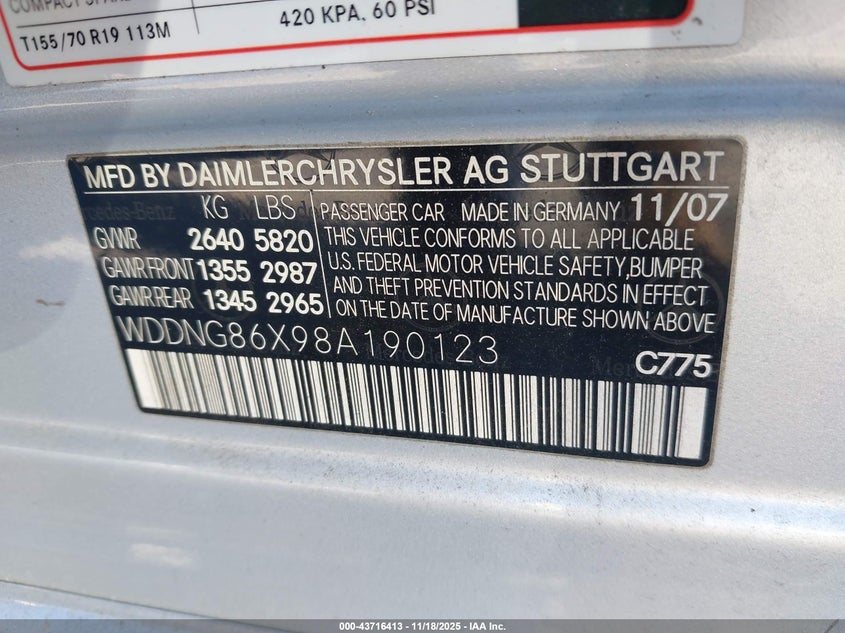 COMPACT SPARE
T155/70 R19 113M
420 KPA, 60 PSI
MFD BY DAIMLERCHRYSLER AG STUTTGART
KG LBS
GVWR 2640 5820
GAWR FRONT 1355 2987
GAWR REAR 1345 2965
PASSENGER CAR MADE IN GERMANY 11/07
THIS VEHICLE CONFORMS TO ALL APPLICABLE
U.S. FEDERAL MOTOR VEHICLE SAFETY,BUMPER
AND THEFT PREVENTION STANDARDS IN EFFECT
ON THE DATE OF MANUFACTURE SHOWN ABOVE
WDDNG86X98A190123
C775
000-43716413 - 11/18/2025 - IAA Inc.